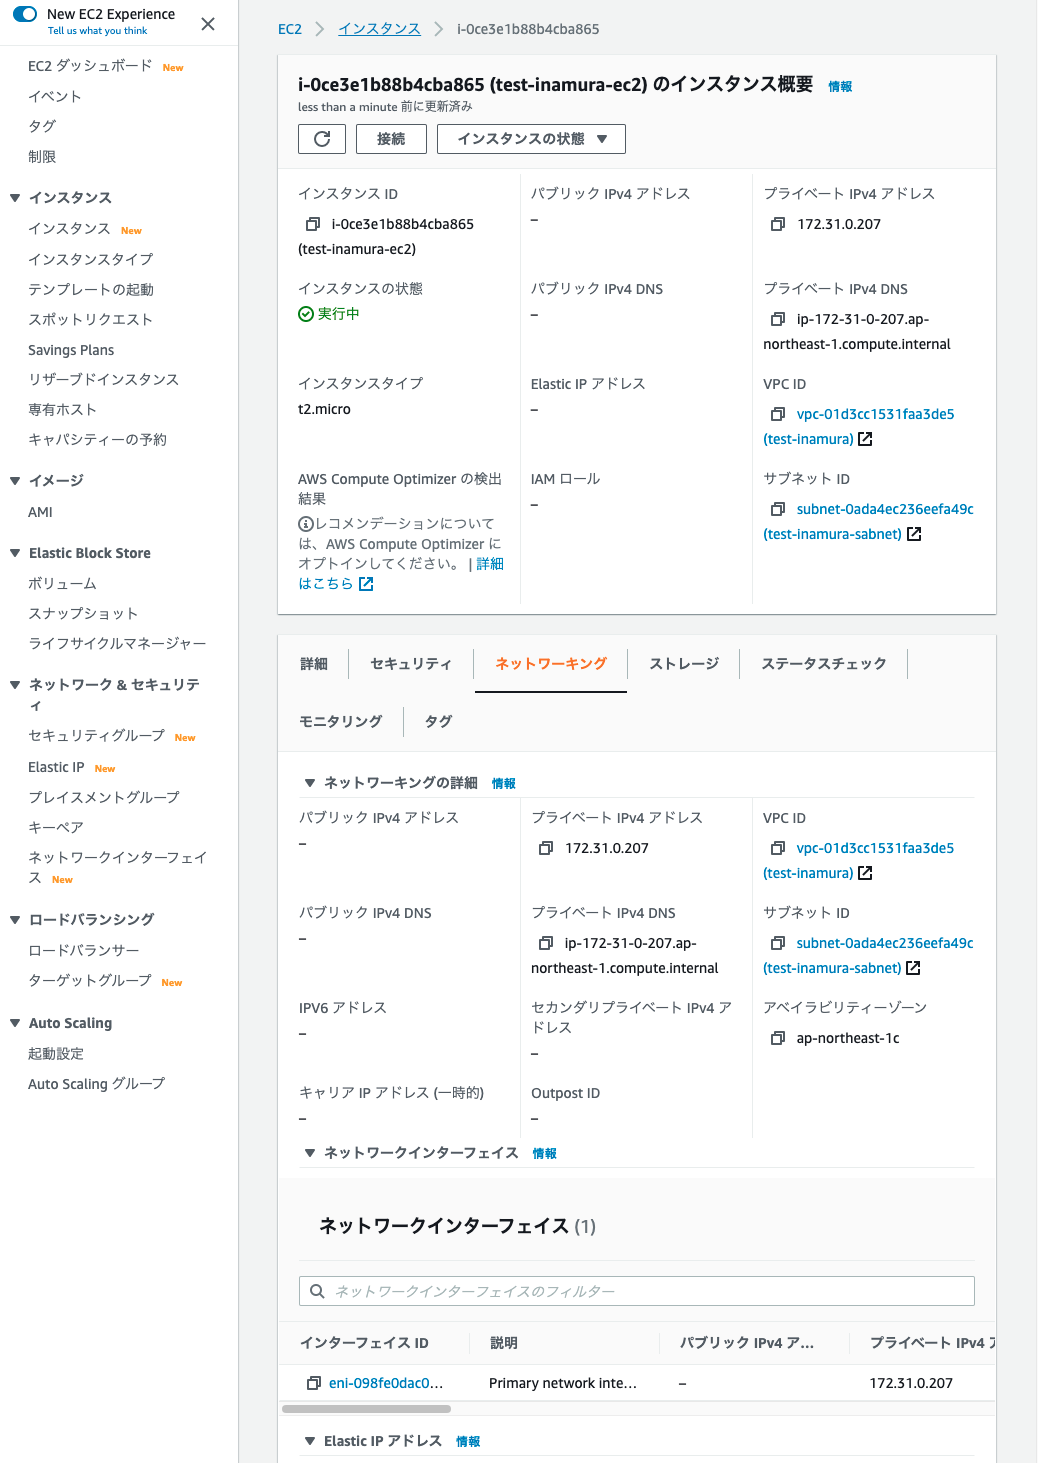 New EC2 Experience
Tell us what you think
EC2 ダッシュボード New
イベント
タグ
制限
インスタンス
インスタンス New
インスタンスタイプ
テンプレートの起動
スポットリクエスト
Savings Plans
リザーブドインスタンス
専有ホスト
キャパシティーの予約
イメージ
AMI
Elastic Block Store
ボリューム
スナップショット
ライフサイクルマネージャー
ネットワーク & セキュリテ
ィ
セキュリティグループ New
Elastic IP New
プレイスメントグループ
キーペア
ネットワークインターフェイ
ス New
ロードバランシング
ロードバランサー
ターゲットグループ New
Auto Scaling
起動設定
Auto Scaling グループ
EC2 インスタンス i-0ce3e1b88b4cba865
i-0ce3e1b88b4cba865 (test-inamura-ec2) のインスタンス概要 情報
less than a minute 前に更新済み
接続 インスタンスの状態 ▼
インスタンス ID
i-0ce3e1b88b4cba865
(test-inamura-ec2)
パブリック IPv4 アドレス
–
プライベート IPv4 アドレス
172.31.0.207
インスタンスの状態
実行中
パブリック IPv4 DNS
–
プライベート IPv4 DNS
ip-172-31-0-207.ap-
northeast-1.compute.internal
インスタンスタイプ
t2.micro
Elastic IP アドレス
–
VPC ID
vpc-01d3cc1531faa3de5
(test-inamura)
AWS Compute Optimizer の検出
結果
レコメンデーションについて
は、AWS Compute Optimizer に
オプトインしてください。 | 詳細
はこちら
IAM ロール
–
サブネット ID
subnet-0ada4ec236eefa49c
(test-inamura-sabnet)
詳細 セキュリティ ネットワーキング ストレージ ステータスチェック
モニタリング タグ
ネットワーキングの詳細 情報
パブリック IPv4 アドレス
–
プライベート IPv4 アドレス
172.31.0.207
VPC ID
vpc-01d3cc1531faa3de5
(test-inamura)
パブリック IPv4 DNS
–
プライベート IPv4 DNS
ip-172-31-0-207.ap-
northeast-1.compute.internal
サブネット ID
subnet-0ada4ec236eefa49c
(test-inamura-sabnet)
IPV6 アドレス
–
セカンダリプライベート IPv4 ア
ドレス
–
アベイラビリティーゾーン
ap-northeast-1c
キャリア IP アドレス (一時的)
–
Outpost ID
–
ネットワークインターフェイス 情報
ネットワークインターフェイス (1)
ネットワークインターフェイスのフィルター
インターフェイス ID 説明 パブリック IPv4 ア... プライベート IPv4 ア
eni-098fe0dac0... Primary network inte... – 172.31.0.207
Elastic IP アドレス 情報